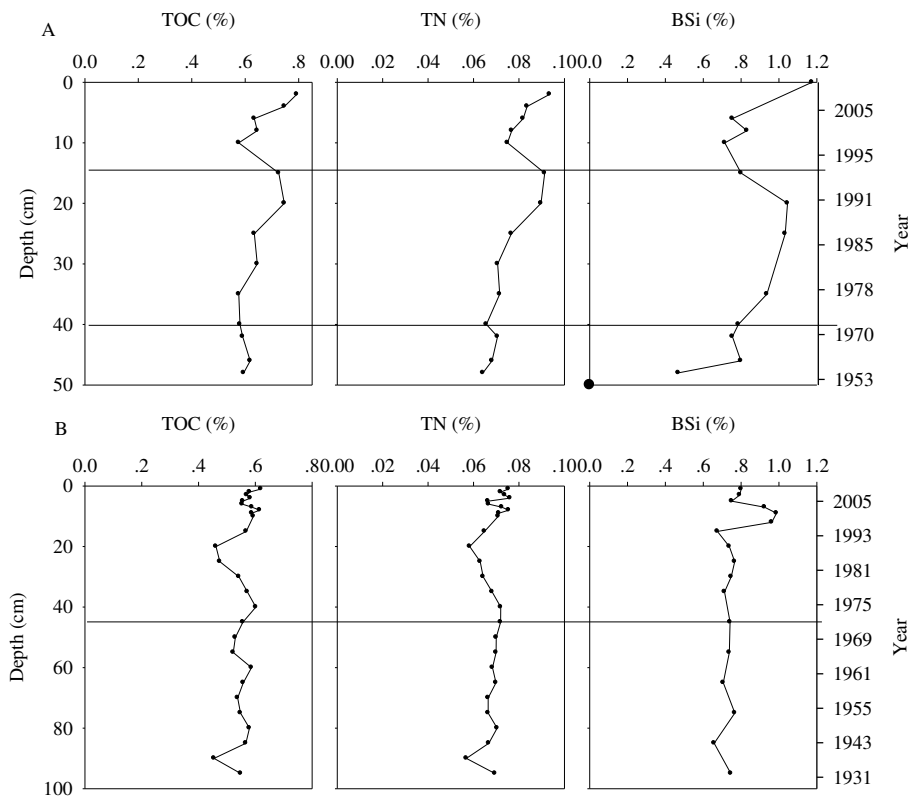 A
TOC (%)
TN (%)
BSi (%)
0.0 .2 .4 .6 .8
0.00 .02 .04 .06 .08 .100
0.0 .2 .4 .6 .8 1.0 1.2
0
10
20
30
40
50
Depth (cm)
2005
1995
1991
1985
1978
1970
1953
Year
B
TOC (%)
TN (%)
BSi (%)
0.0 .2 .4 .6 .8
0.00 .02 .04 .06 .08 .100
0.0 .2 .4 .6 .8 1.0 1.2
0
20
40
60
80
100
Depth (cm)
2005
1993
1981
1975
1969
1961
1955
1943
1931
Year